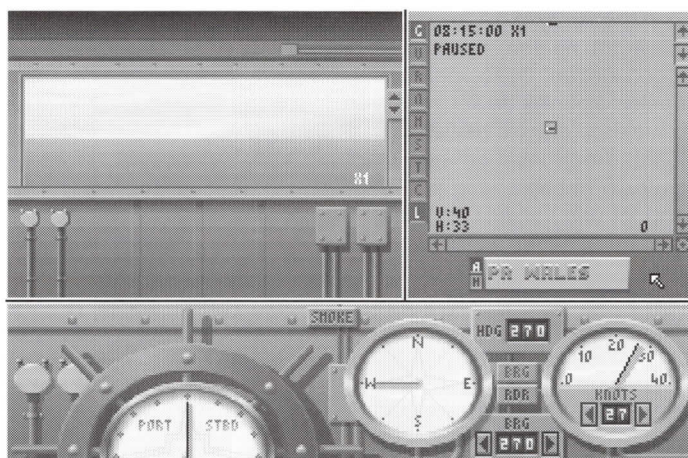 G 08:15:00 X1
V PAUSED
R
M
S
T
C
L
X1
V:40
H:33 0
A
M PR WALES
SMOKE
N
W E
S
PORT STBD
HDG 270
BRG
RDR
BRG
270
0 10 20 30 40
KNOTS
27